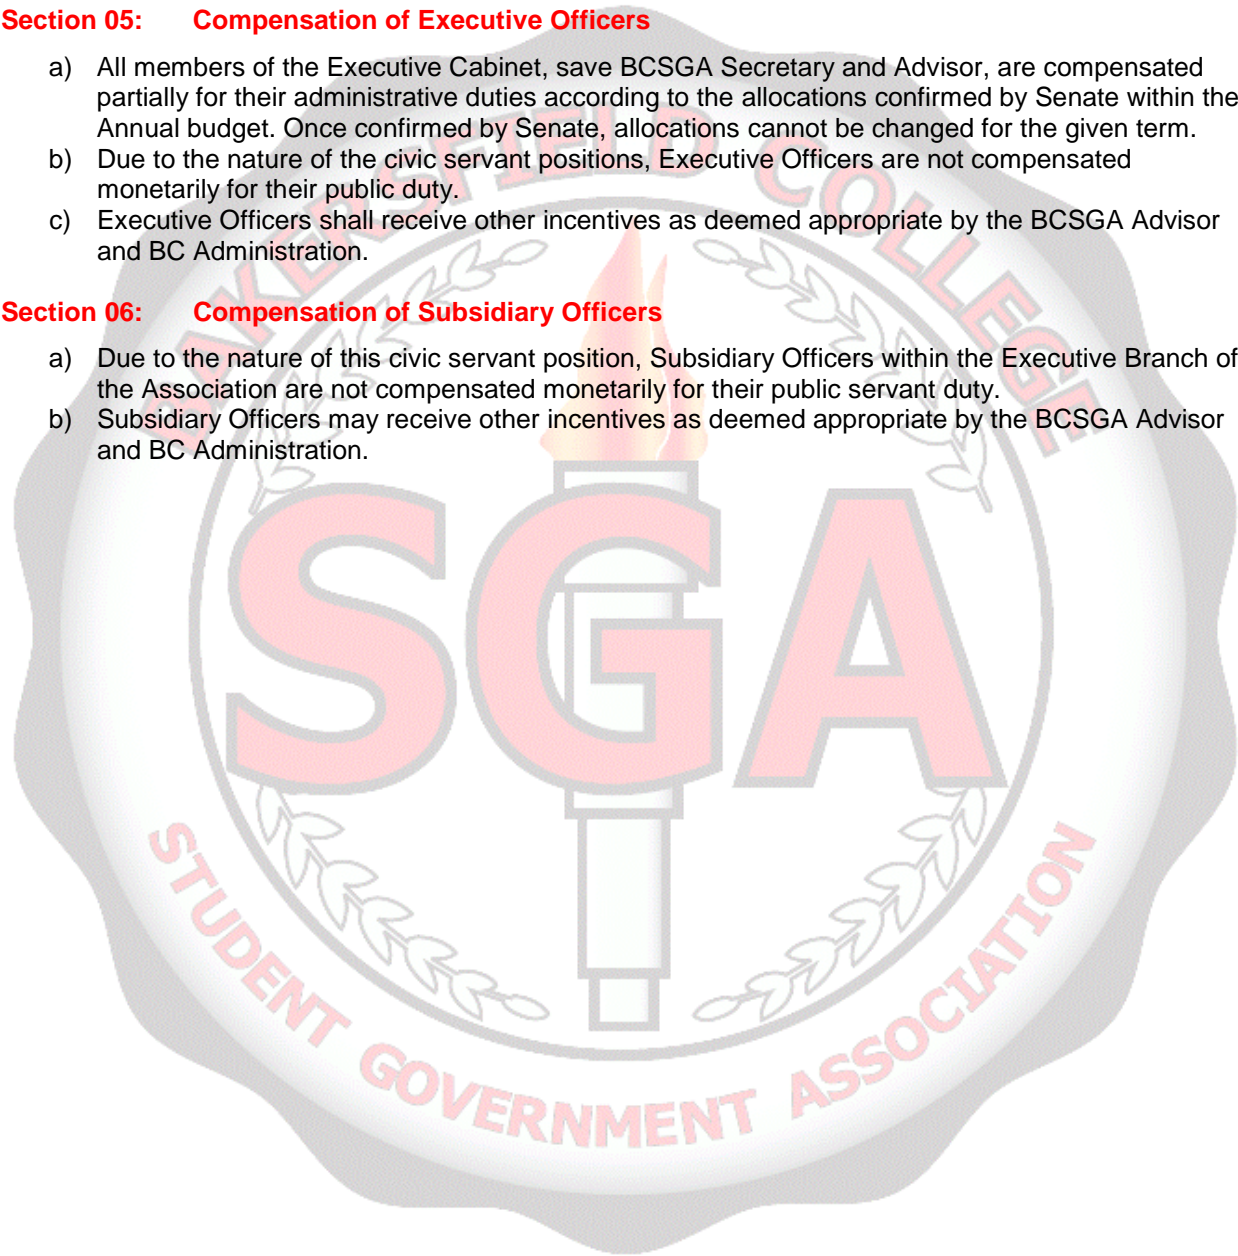 Section 05: Compensation of Executive Officers
a) All members of the Executive Cabinet, save BCSGA Secretary and Advisor, are compensated
partially for their administrative duties according to the allocations confirmed by Senate within the
Annual budget. Once confirmed by Senate, allocations cannot be changed for the given term.
b) Due to the nature of the civic servant positions, Executive Officers are not compensated
monetarily for their public duty.
c) Executive Officers shall receive other incentives as deemed appropriate by the BCSGA Advisor
and BC Administration.
Section 06: Compensation of Subsidiary Officers
a) Due to the nature of this civic servant position, Subsidiary Officers within the Executive Branch of
the Association are not compensated monetarily for their public servant duty.
b) Subsidiary Officers may receive other incentives as deemed appropriate by the BCSGA Advisor
and BC Administration.
BAKERSFIELD COLLEGE
SGA
STUDENT GOVERNMENT ASSOCIATION